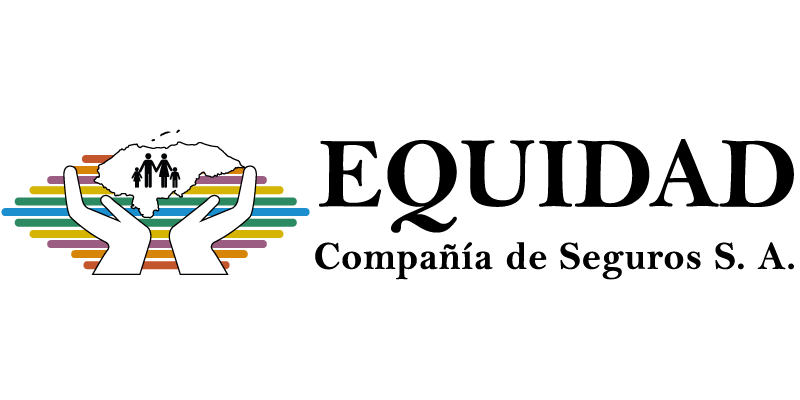 EQUIDAD
Compañía de Seguros S. A.